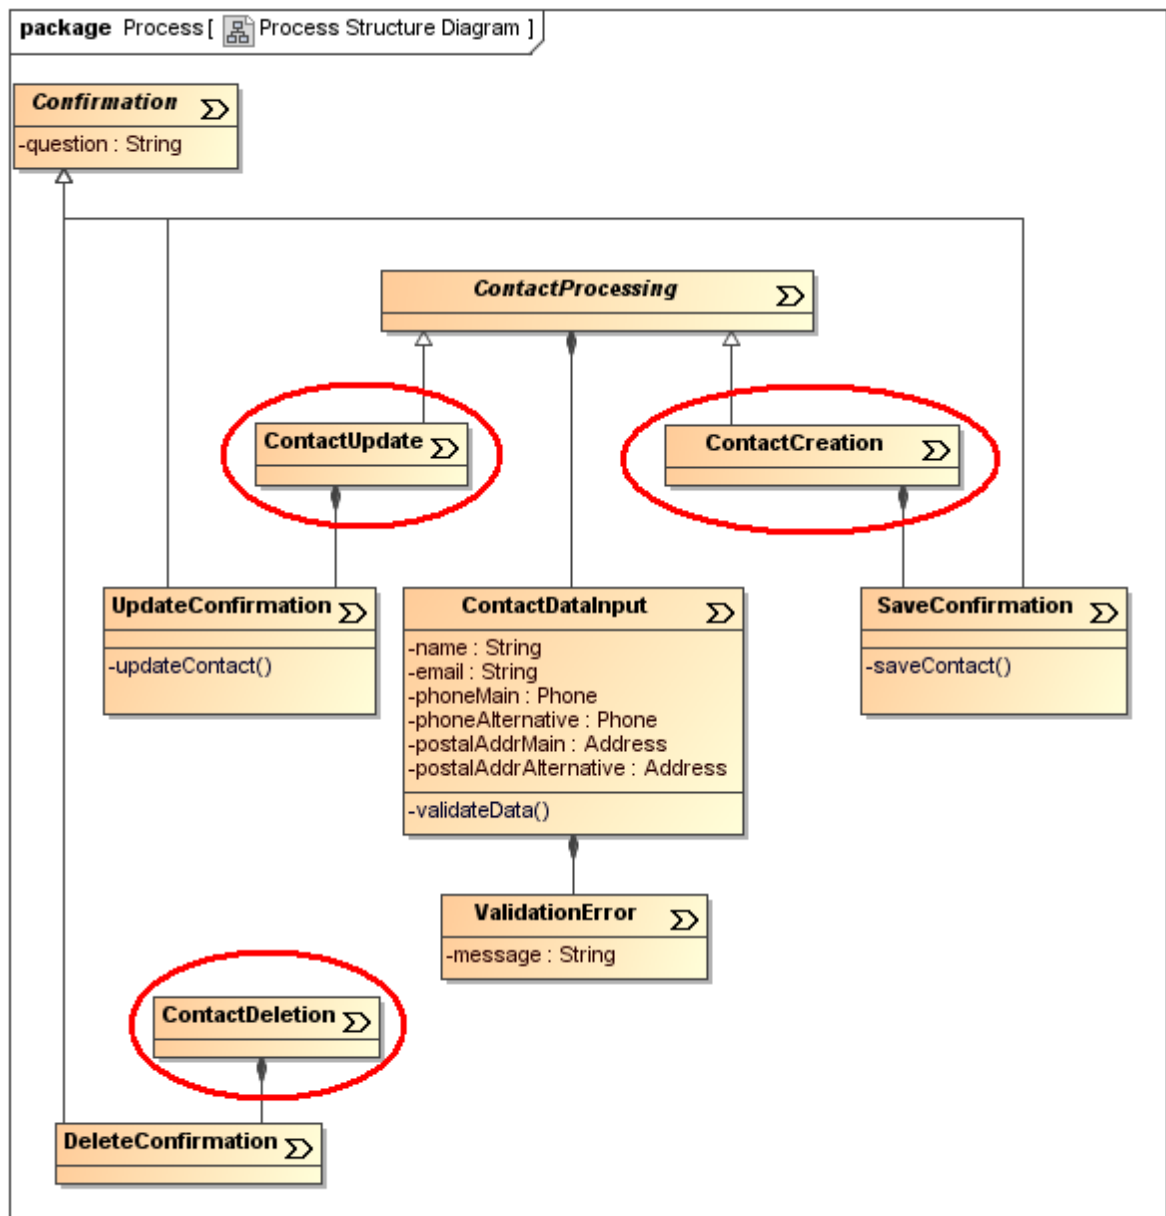 package Process [ Process Structure Diagram ]
Confirmation
-question : String
ContactProcessing
ContactUpdate
ContactCreation
UpdateConfirmation
-updateContact()
ContactDataInput
-name : String
-email : String
-phoneMain : Phone
-phoneAlternative : Phone
-postalAddrMain : Address
-postalAddrAlternative : Address
-validateData()
SaveConfirmation
-saveContact()
ValidationError
-message : String
ContactDeletion
DeleteConfirmation